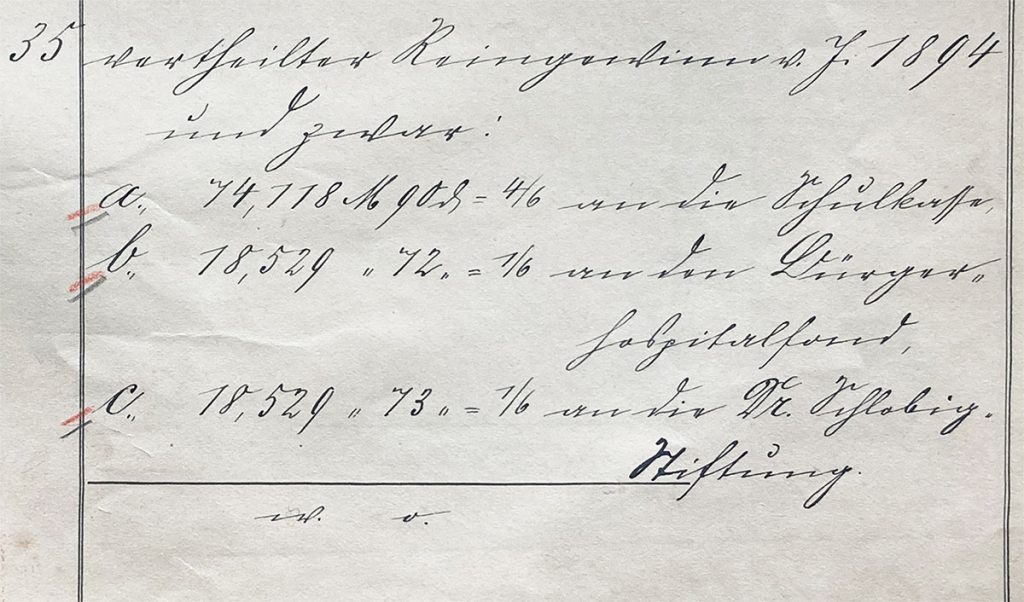 35 vertheilter Reingewinn v. J. 1894
und zwar:
a., 74,118 M 90 d = 4/6 an die Schulkasse,
b., 18,529 „ 72 „ = 1/6 an den Bürger-
hospitalfond,
c., 18,529 „ 73 „ = 1/6 an die Dr. Schlobig-
Stiftung.
w. o.